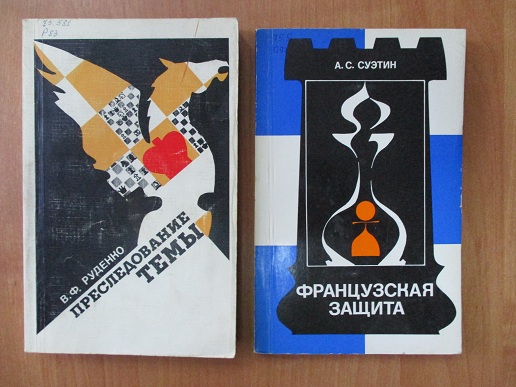 В.Ф. РУДЕНКО
ПРЕСЛЕДОВАНИЕ
ТЕМЫ
А.С. СУЭТИН
ФРАНЦУЗСКАЯ
ЗАЩИТА